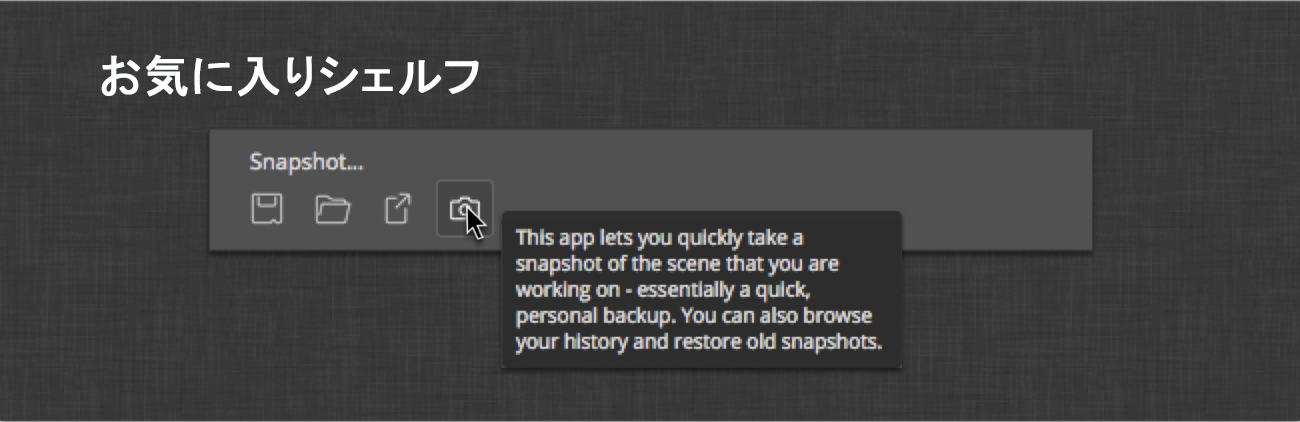 お気に入りシェルフ
Snapshot...
This app lets you quickly take a
snapshot of the scene that you are
working on - essentially a quick,
personal backup. You can also browse
your history and restore old snapshots.